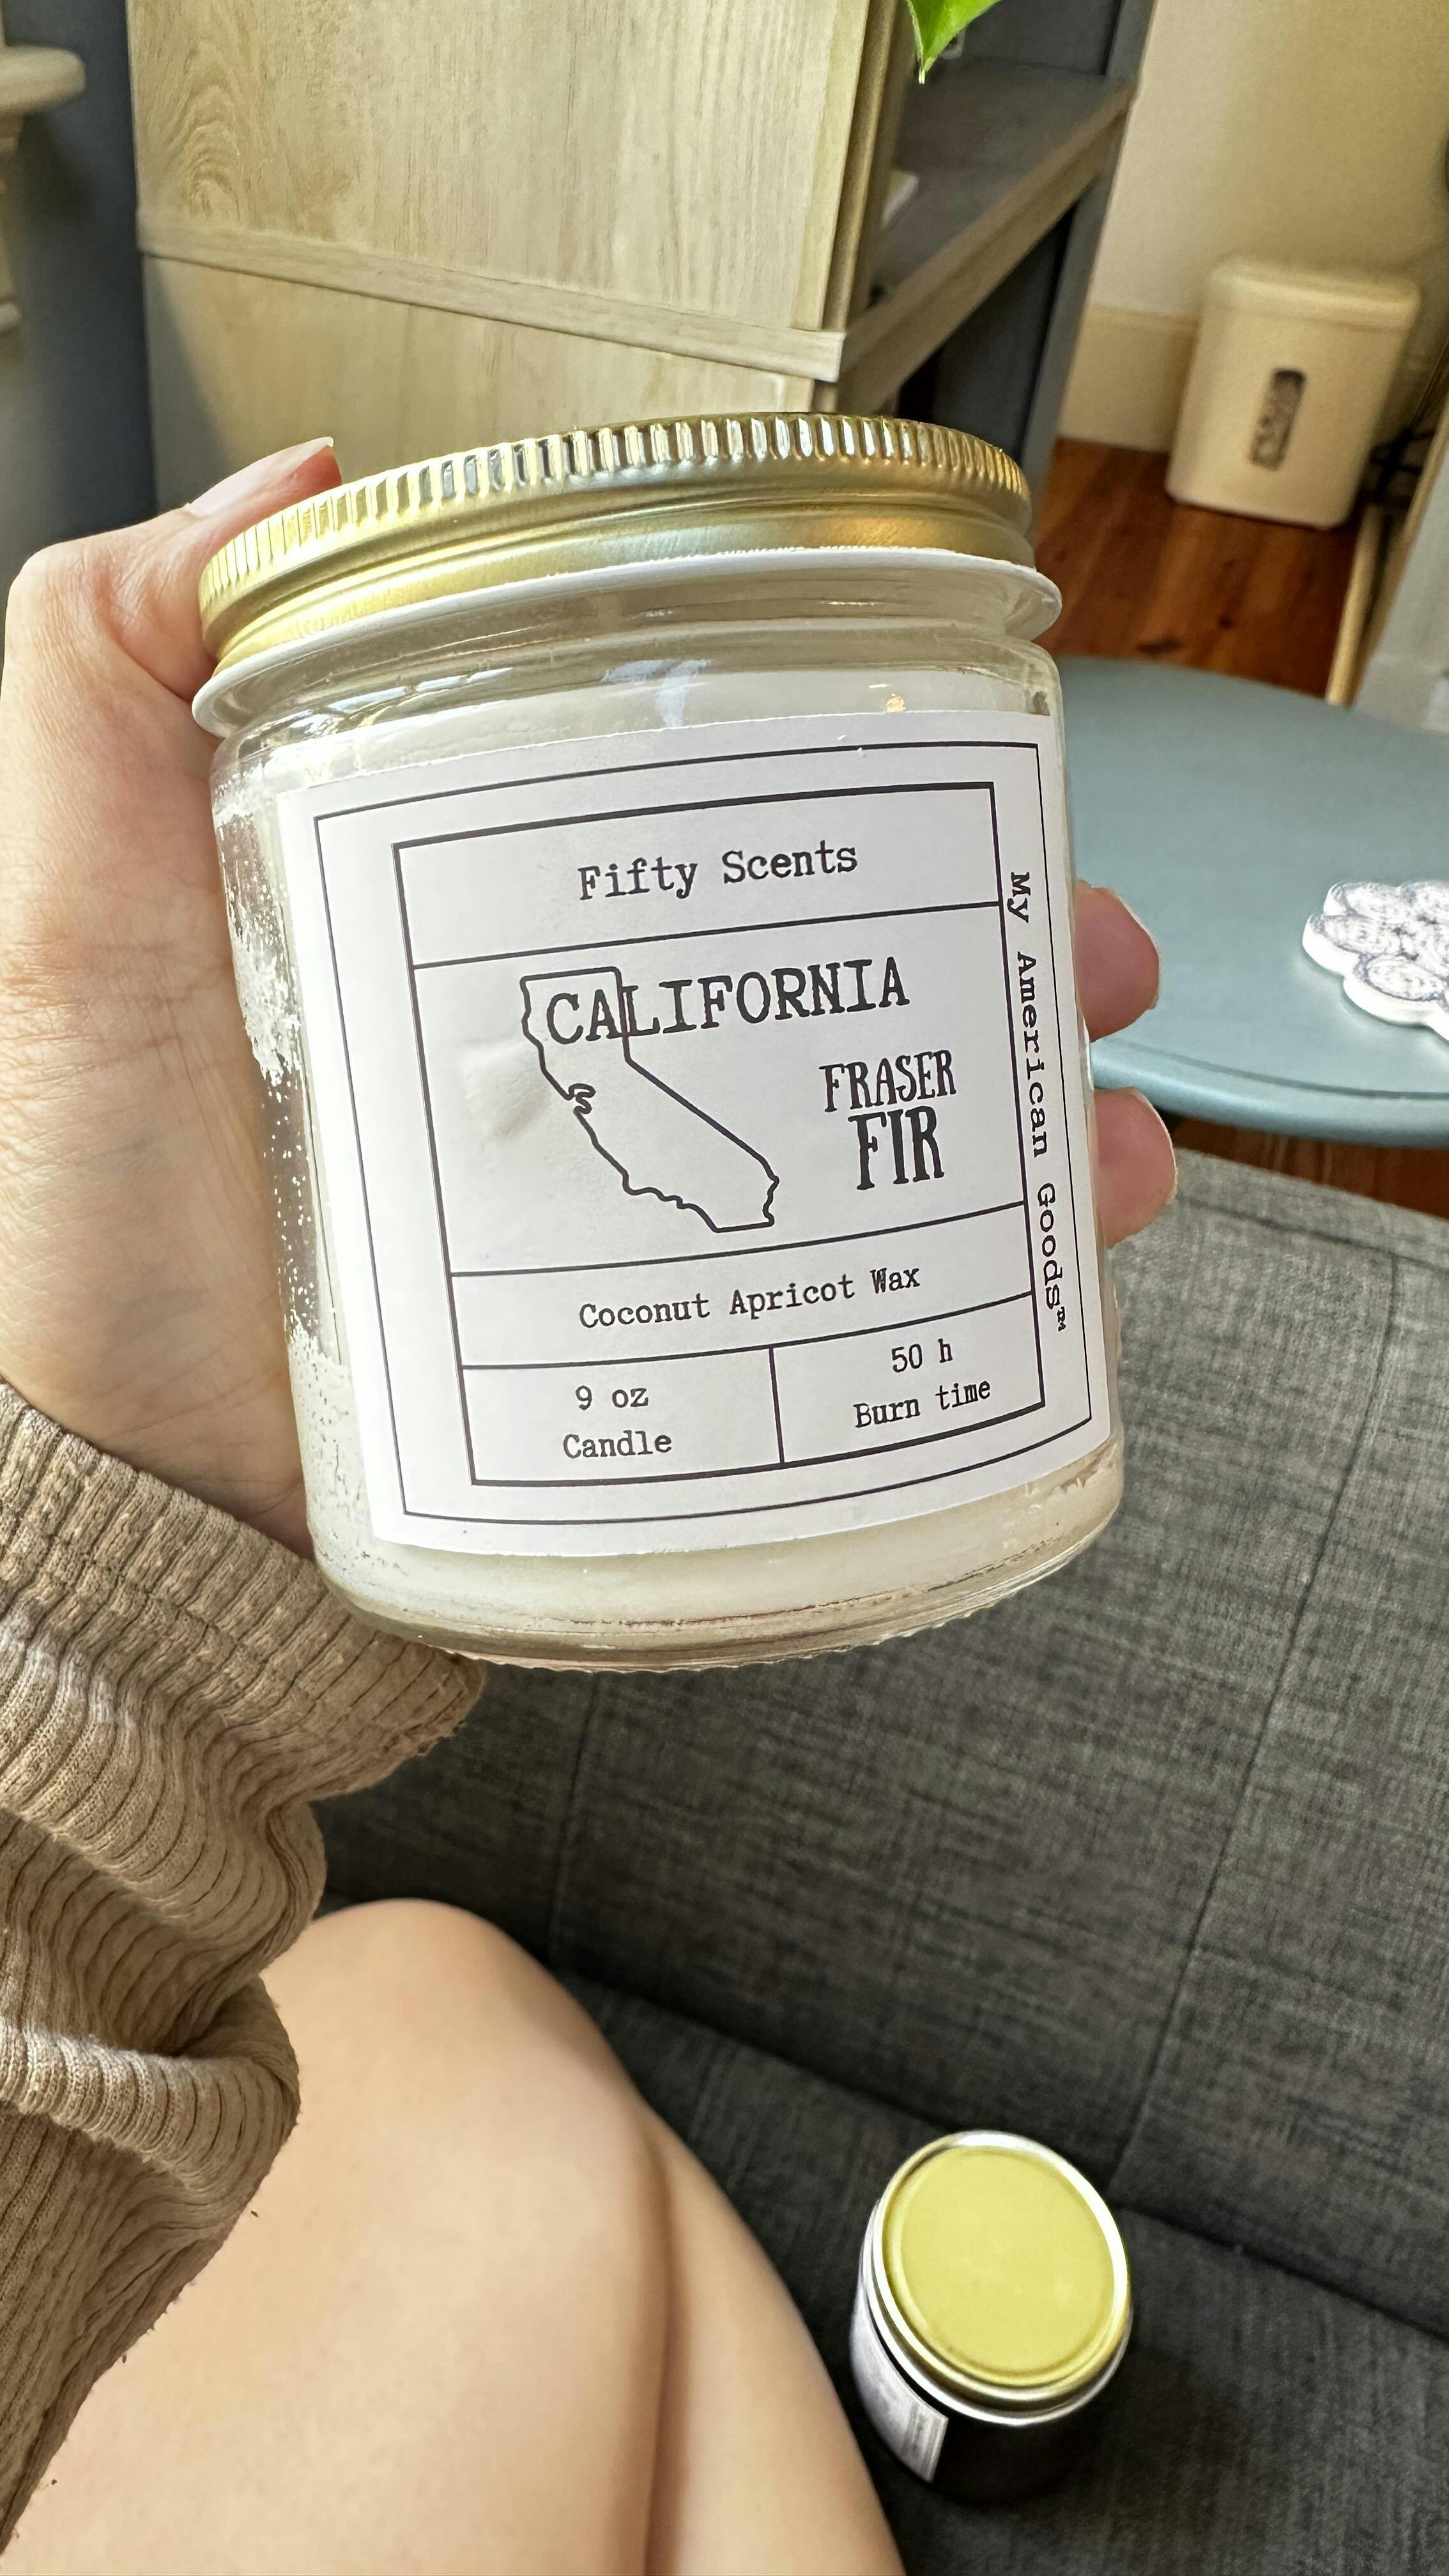 Fifty Scents
CALIFORNIA
FRASER
FIR
Coconut Apricot Wax
9 oz
Candle
50 h
Burn time
My American Goods™